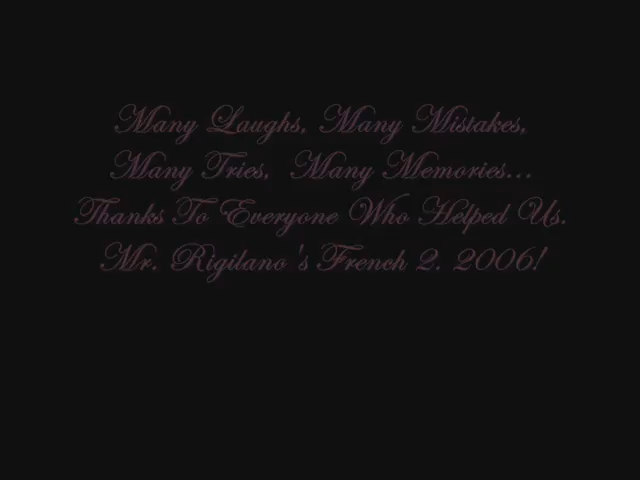 Many Laughs, Many Mistakes,
Many Tries, Many Memories...
Thanks To Everyone Who Helped Us.
Mr. Rigilano 's French 2. 2006!